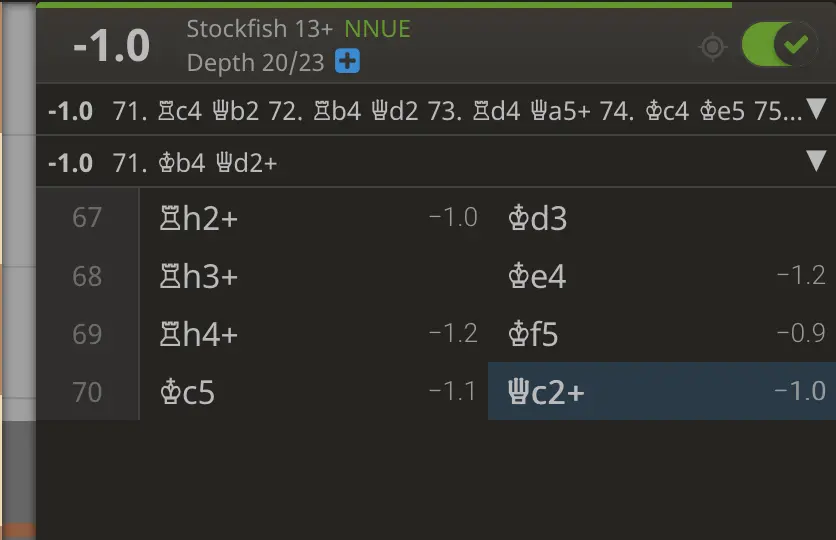 -1.0
Stockfish 13+ NNUE
Depth 20/23
-1.0 71. ♖c4 ♕b2 72. ♖b4 ♕d2 73. ♖d4 ♕a5+ 74. ♔c4 ♔e5 75...
-1.0 71. ♔b4 ♕d2+
67 ♖h2+ −1.0 ♔d3
68 ♖h3+ ♔e4 −1.2
69 ♖h4+ −1.2 ♔f5 −0.9
70 ♔c5 −1.1 ♕c2+ −1.0